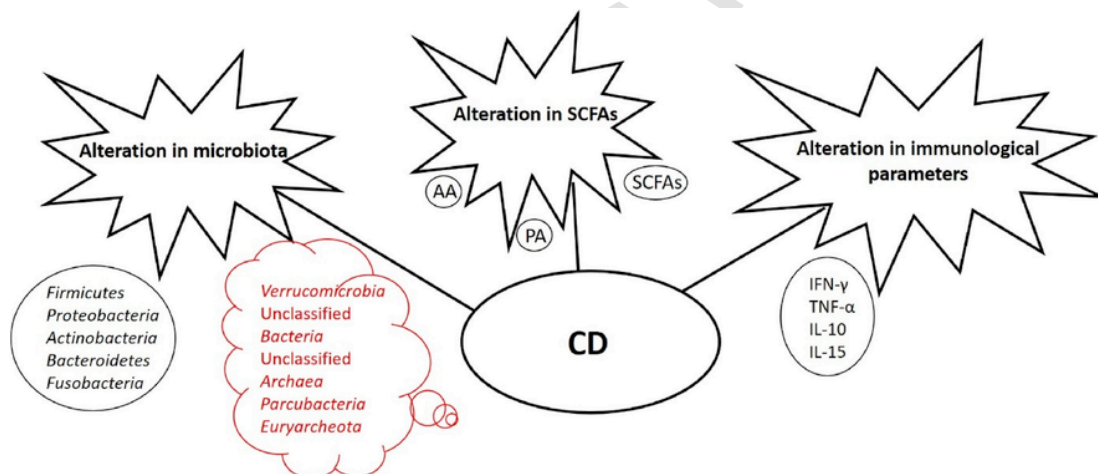 Alteration in microbiota
Firmicutes
Proteobacteria
Actinobacteria
Bacteroidetes
Fusobacteria
Verrucomicrobia
Unclassified
Bacteria
Unclassified
Archaea
Parcubacteria
Euryarcheota
Alteration in SCFAs
AA
PA
SCFAs
Alteration in immunological
parameters
IFN-γ
TNF-α
IL-10
IL-15
CD